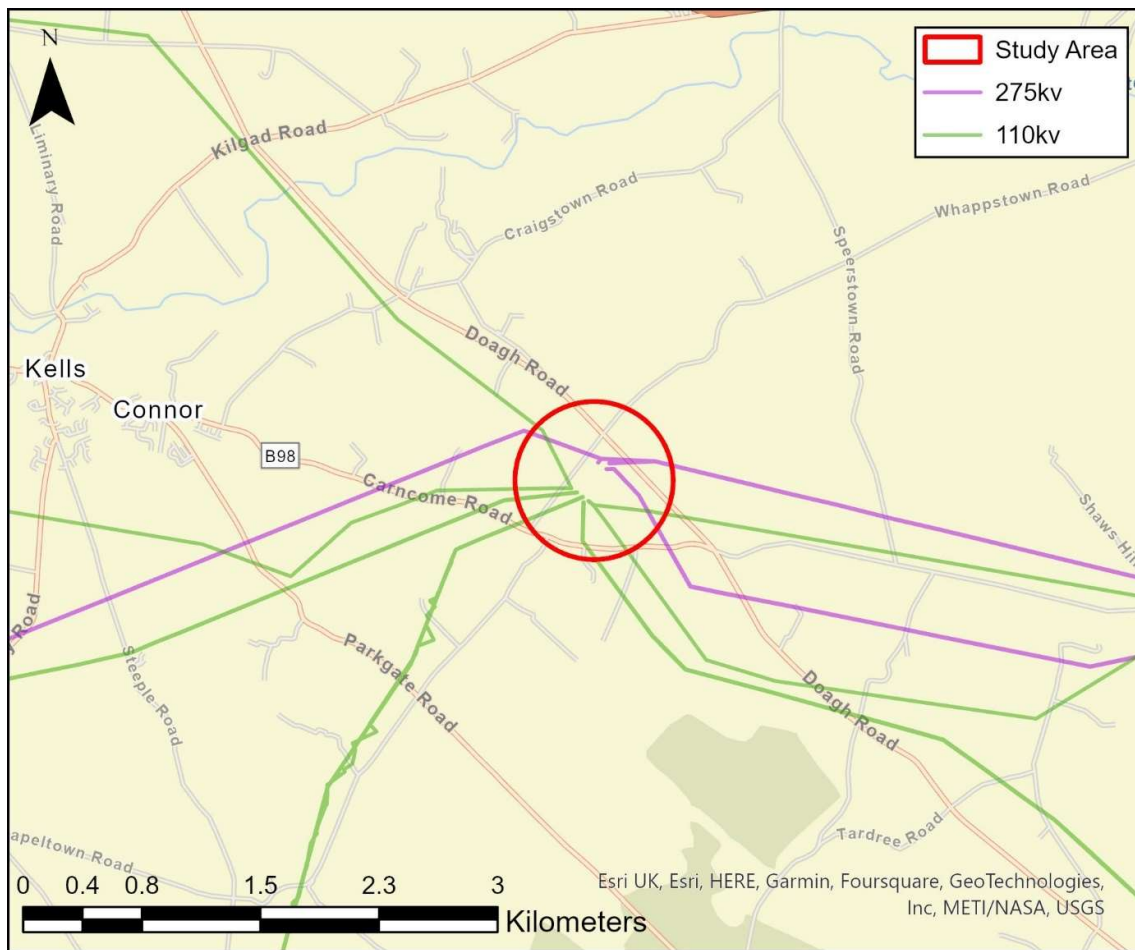 N
Study Area
275kv
110kv
Liminary Road
Kilgad Road
Craigstown Road
Whappstown Road
Speerstown Road
Doagh Road
Kells
Connor
B98
Carncome Road
Shaws Hill
Road
Steeple Road
Parkgate Road
Doagh Road
Tardree Road
apeltown Road
0 0.4 0.8 1.5 2.3 3
Kilometers
Esri UK, Esri, HERE, Garmin, Foursquare, GeoTechnologies,
Inc, METI/NASA, USGS